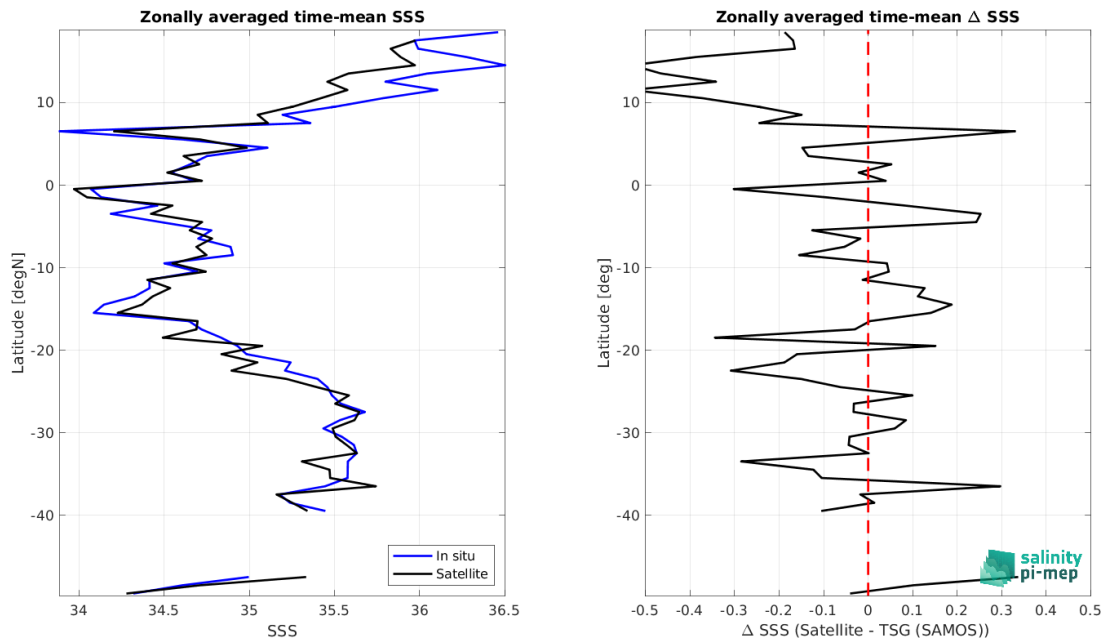 Zonally averaged time-mean SSS
10
0
-10
-20
-30
-40
34
34.5
35
35.5
36
36.5
Latitude [degN]
SSS
In situ
Satellite
Zonally averaged time-mean Δ SSS
10
0
-10
-20
-30
-40
-0.5
-0.4
-0.3
-0.2
-0.1
0
0.1
0.2
0.3
0.4
0.5
Latitude [deg]
Δ SSS (Satellite - TSG (SAMOS))
salinity
pi-mep